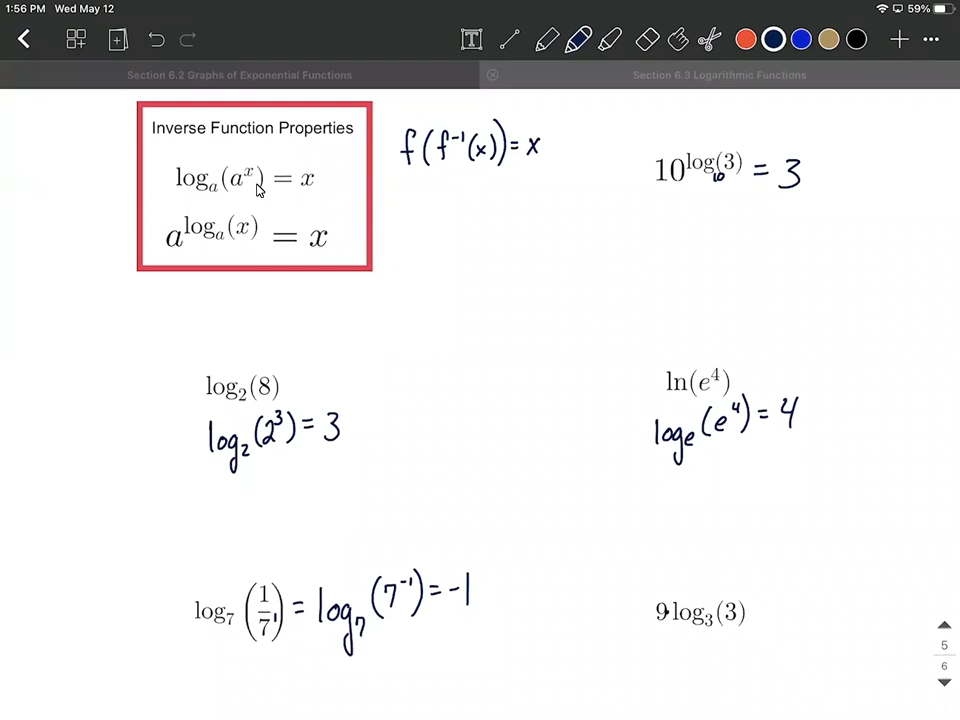 1:56 PM Wed May 12
59%
Section 6.2 Graphs of Exponential Functions
Section 6.3 Logarithmic Functions
Inverse Function Properties
logₐ(aˣ) = x
a^{logₐ(x)} = x
f(f⁻¹(x)) = x
10^{log₁₀(3)} = 3
log₂(8)
log₂(2³) = 3
ln(e⁴)
logₑ(e⁴) = 4
log₇(1/7¹) = log₇(7⁻¹) = -1
9·log₃(3)
5
6